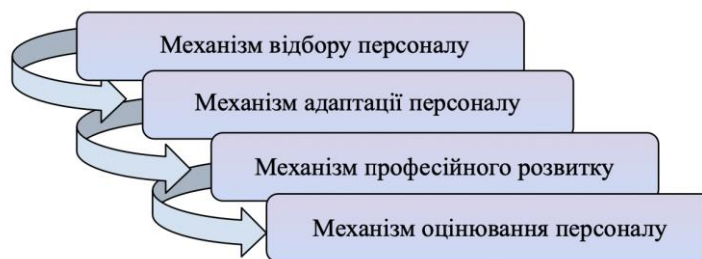 Механізм відбору персоналу
Механізм адаптації персоналу
Механізм професійного розвитку
Механізм оцінювання персоналу